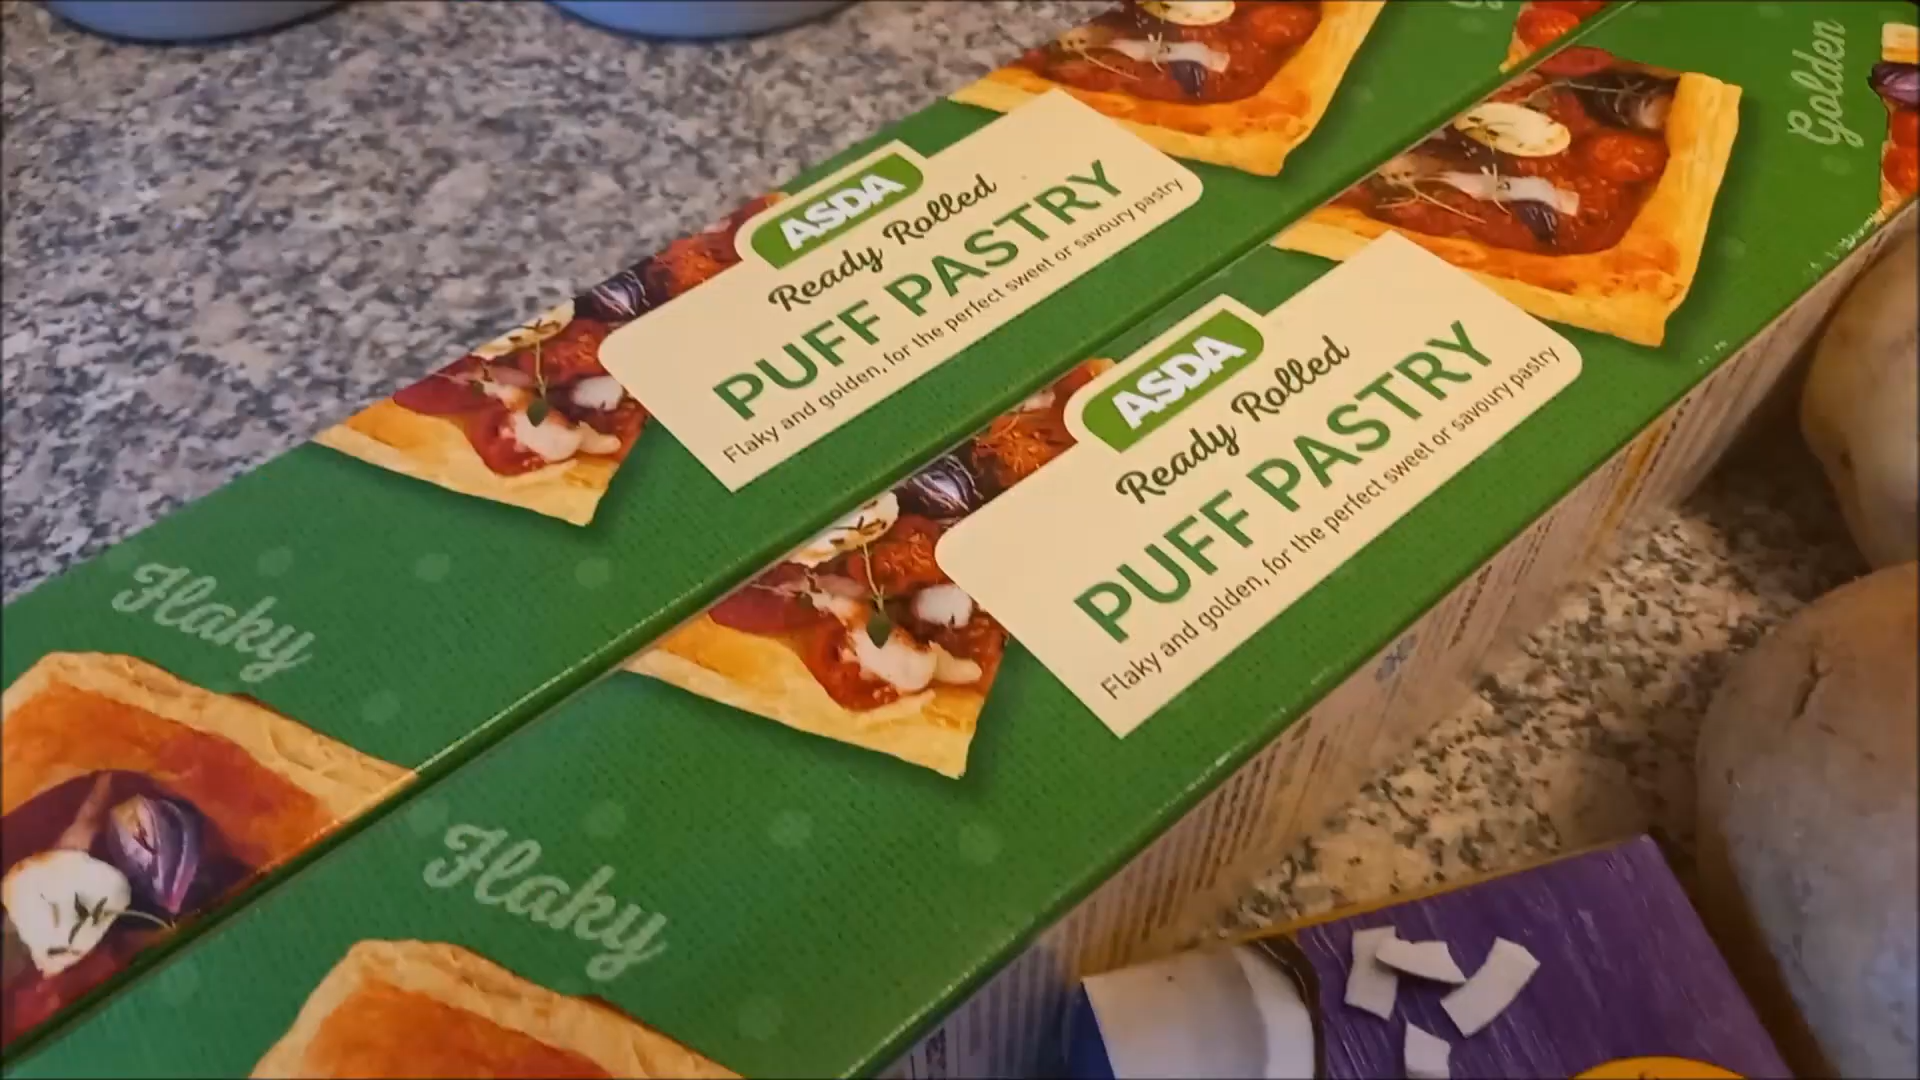 ASDA
Ready Rolled
PUFF PASTRY
Flaky and golden, for the perfect sweet or savoury pastry
Flaky
ASDA
Ready Rolled
PUFF PASTRY
Flaky and golden, for the perfect sweet or savoury pastry
Flaky
Golden